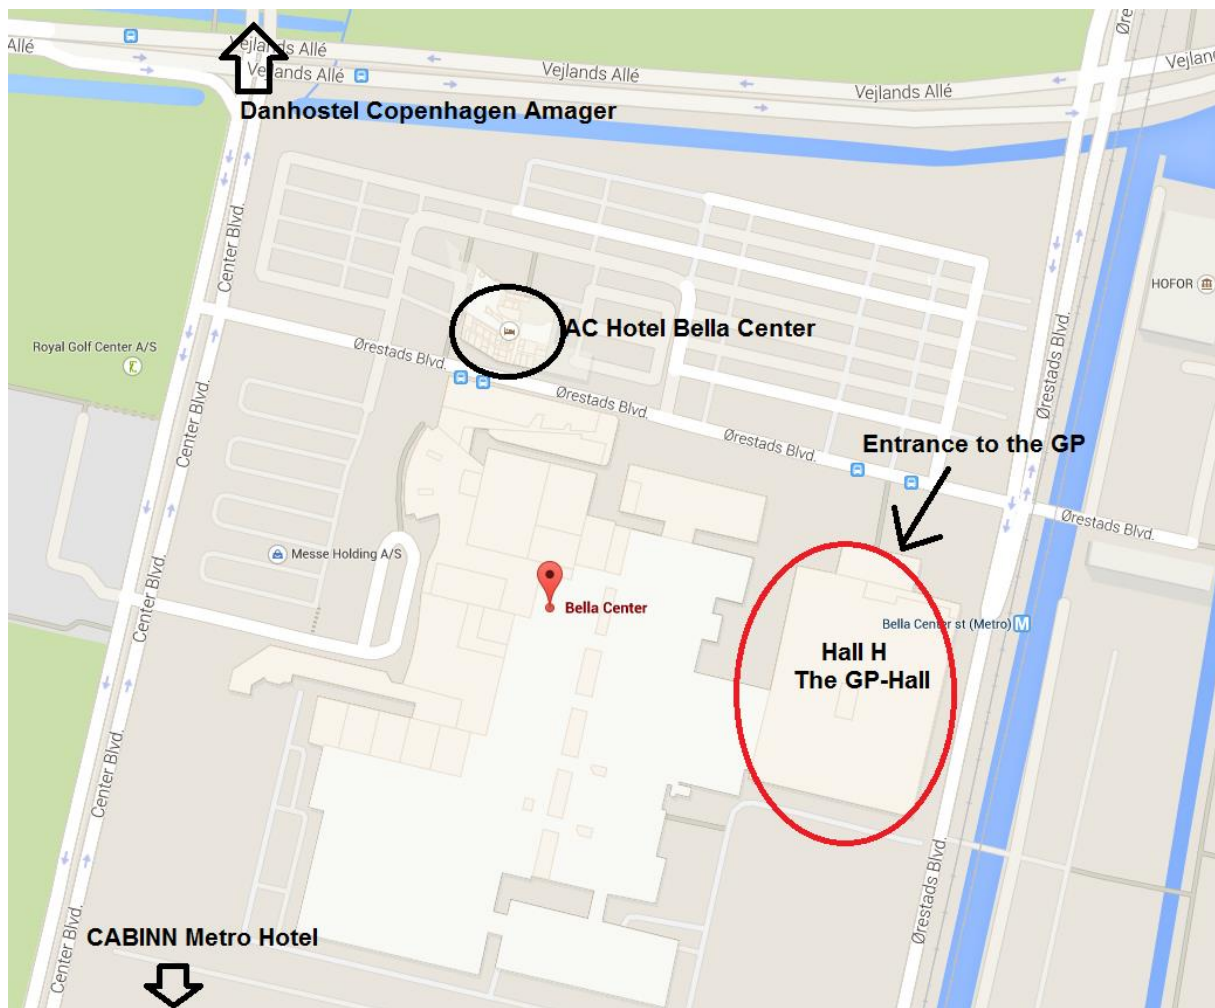 Allé
Vejlands Allé
Vejlands Allé
Vejlands Allé
Vejlands Allé
Danhostel Copenhagen Amager
Center Blvd.
HOFOR
AC Hotel Bella Center
Royal Golf Center A/S
Ørestads Blvd.
Ørestads Blvd.
Ørestads Blvd.
Ørestads Blvd.
Center Blvd.
Entrance to the GP
Ørestads Blvd.
Messe Holding A/S
Bella Center
Bella Center st (Metro) M
Center Blvd.
Hall H
The GP-Hall
Center Blvd.
Ørestads Blvd.
CABINN Metro Hotel
Center Blvd.